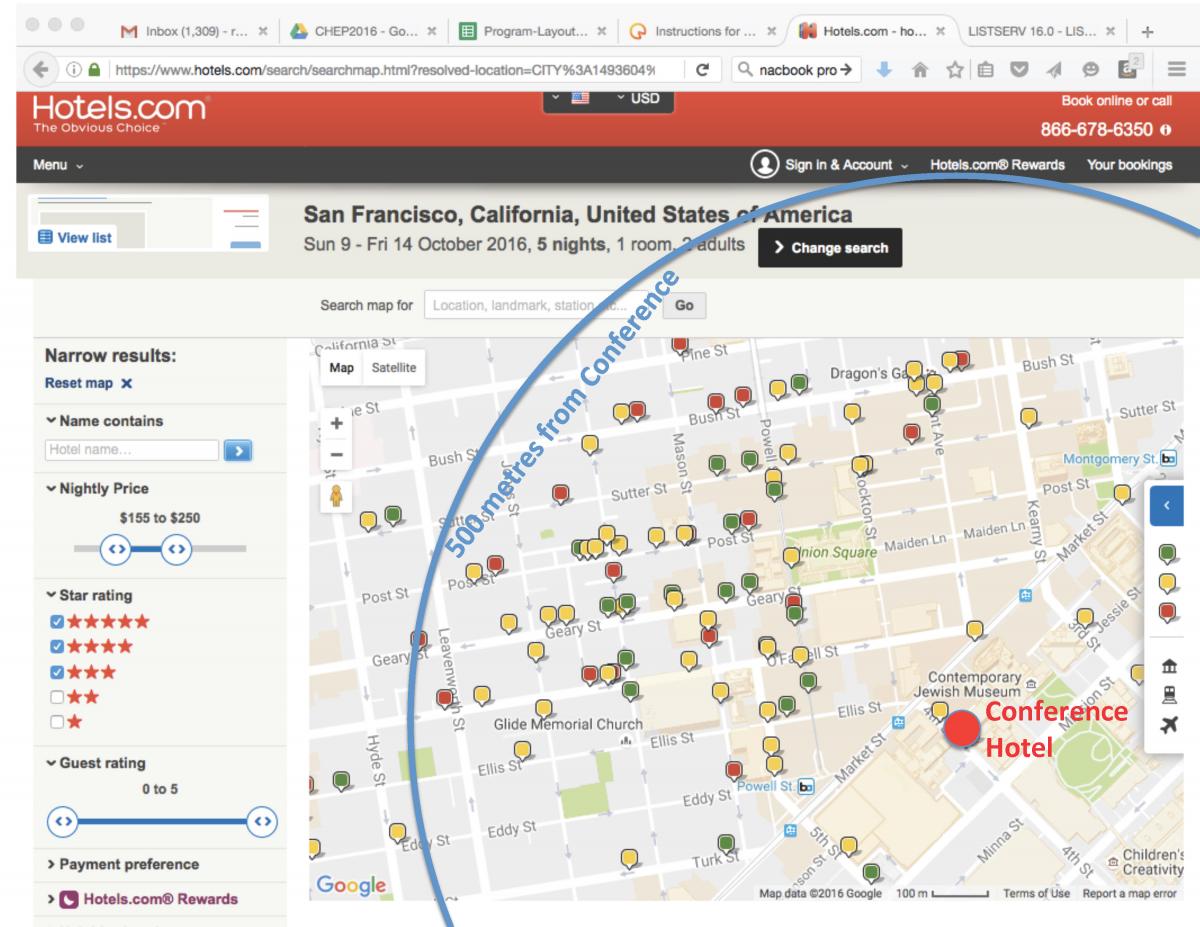 Inbox (1,309) - r...
CHEP2016 - Go...
Program-Layout...
Instructions for ...
Hotels.com - ho...
LISTSERV 16.0 - LIS...
https://www.hotels.com/search/searchmap.html?resolved-location=CITY%3A1493604%
nacbook pro
2
Hotels.com
The Obvious Choice
USD
Book online or call
866-678-6350
Menu
Sign in & Account
Hotels.com® Rewards
Your bookings
View list
San Francisco, California, United States of America
Sun 9 - Fri 14 October 2016, 5 nights, 1 room, 2 adults
Change search
Search map for
Location, landmark, station, etc...
Go
500 metres from Conference
Narrow results:
Reset map X
Name contains
Hotel name...
Nightly Price
$155 to $250
Star rating
Guest rating
0 to 5
Payment preference
Hotels.com® Rewards
Map
Satellite
California St
Pine St
Dragon's Ga
Bush St
Bush St
Sutter St
Mason St
Powell
Bush St
Montgomery St.
Sutter St
Post St
Stockton St
Kearny St
Maiden Ln
Maiden Ln
Market St
Post St
Union Square
Post St
Post St
Geary
Jessie St
3rd St
Geary St
Geary St
Leavenworth St
O'Farrell St
Contemporary
Jewish Museum
Mission St
Ellis St
4th
Conference
Hotel
Glide Memorial Church
Ellis St
Hyde St
Ellis St
Market St
Powell St.
Eddy St
Eddy St
Eddy St
5th St
Minna St
Turk St
4th St
Children's
Creativity
Google
Map data ©2016 Google
100 m
Terms of Use
Report a map error